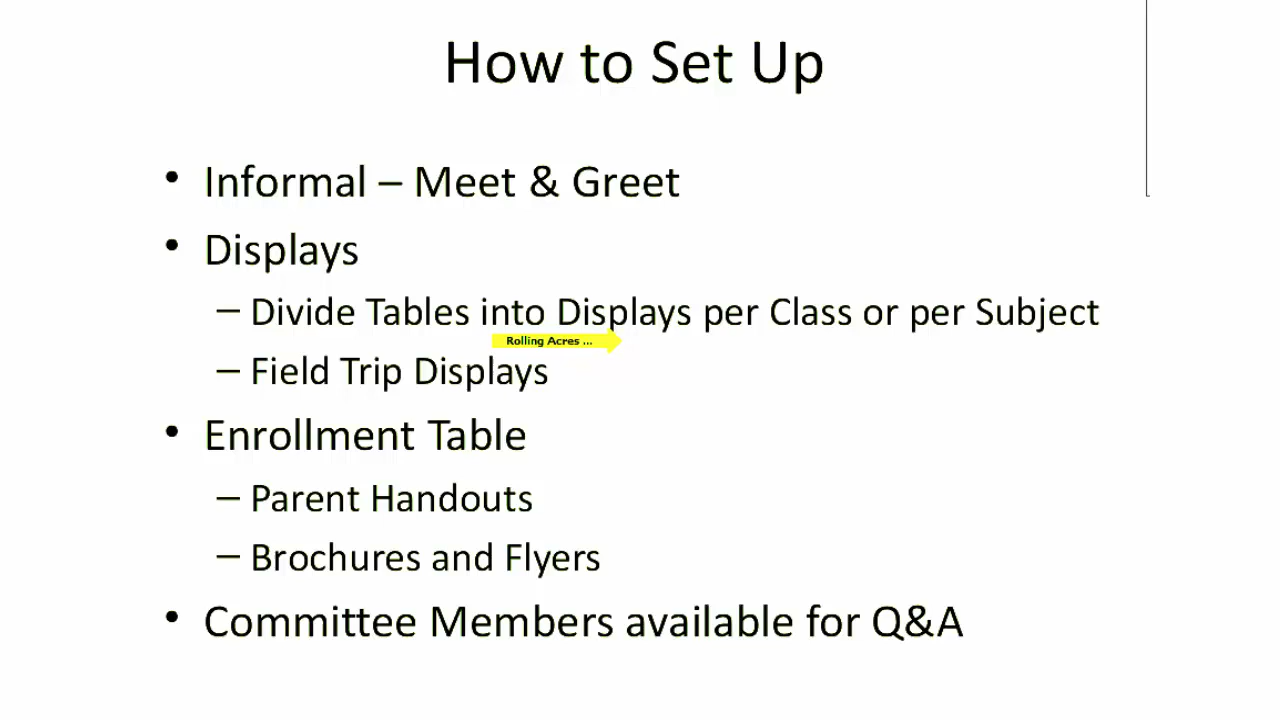 How to Set Up
• Informal – Meet & Greet
• Displays
– Divide Tables into Displays per Class or per Subject
Rolling Acres ...
– Field Trip Displays
• Enrollment Table
– Parent Handouts
– Brochures and Flyers
• Committee Members available for Q&A